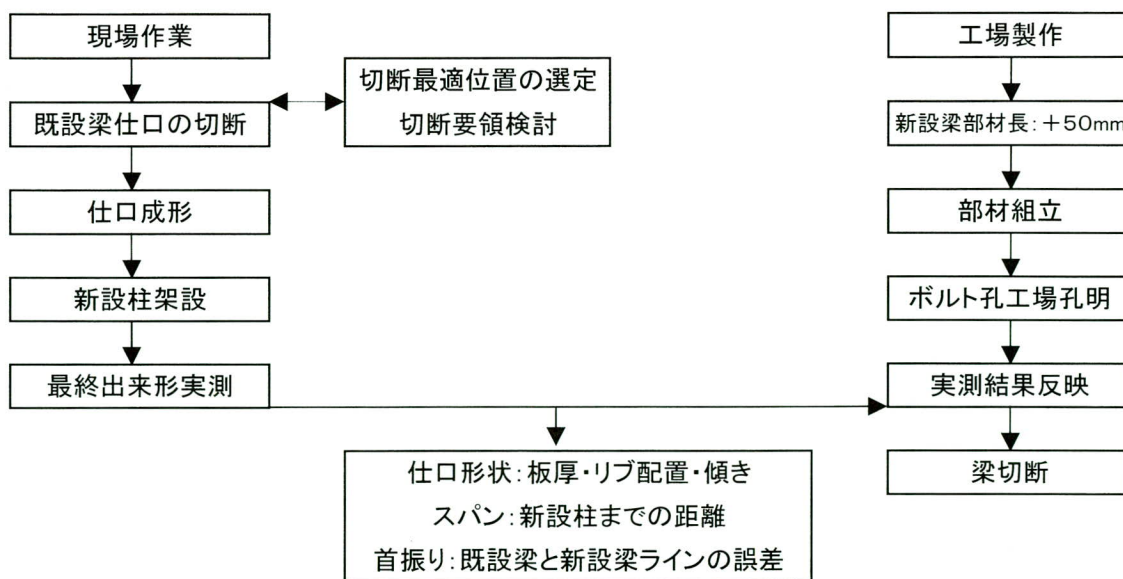 現場作業
既設梁仕口の切断
切断最適位置の選定
切断要領検討
仕口成形
新設柱架設
最終出来形実測
仕口形状：板厚・リブ配置・傾き
スパン：新設柱までの距離
首振り：既設梁と新設梁ラインの誤差
工場製作
新設梁部材長：＋50mm
部材組立
ボルト孔工場孔明
実測結果反映
梁切断